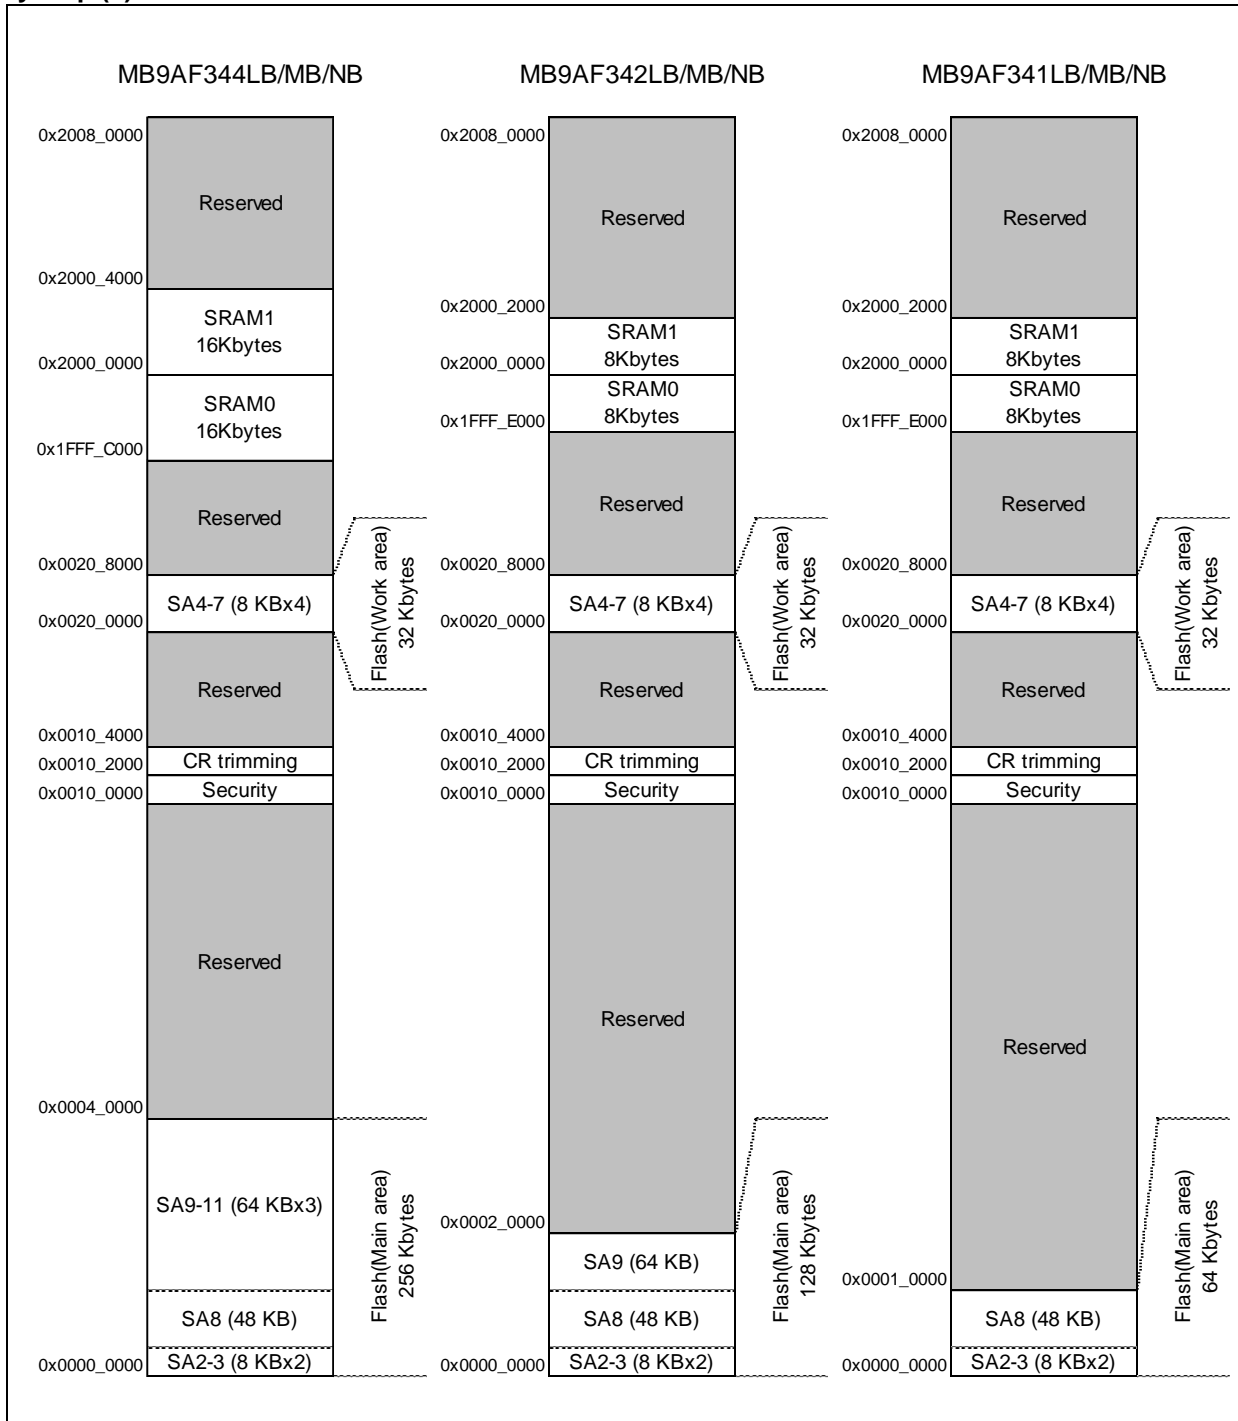 MB9AF344LB/MB/NB
0x2008_0000
Reserved
0x2000_4000
SRAM1
16Kbytes
0x2000_0000
SRAM0
16Kbytes
0x1FFF_C000
Reserved
0x0020_8000
SA4-7 (8 KBx4)
0x0020_0000
Flash(Work area)
32 Kbytes
Reserved
0x0010_4000
CR trimming
0x0010_2000
Security
0x0010_0000
Reserved
0x0004_0000
SA9-11 (64 KBx3)
SA8 (48 KB)
SA2-3 (8 KBx2)
0x0000_0000
Flash(Main area)
256 Kbytes
MB9AF342LB/MB/NB
0x2008_0000
Reserved
0x2000_2000
SRAM1
8Kbytes
0x2000_0000
SRAM0
8Kbytes
0x1FFF_E000
Reserved
0x0020_8000
SA4-7 (8 KBx4)
0x0020_0000
Flash(Work area)
32 Kbytes
Reserved
0x0010_4000
CR trimming
0x0010_2000
Security
0x0010_0000
Reserved
0x0002_0000
SA9 (64 KB)
SA8 (48 KB)
SA2-3 (8 KBx2)
0x0000_0000
Flash(Main area)
128 Kbytes
MB9AF341LB/MB/NB
0x2008_0000
Reserved
0x2000_2000
SRAM1
8Kbytes
0x2000_0000
SRAM0
8Kbytes
0x1FFF_E000
Reserved
0x0020_8000
SA4-7 (8 KBx4)
0x0020_0000
Flash(Work area)
32 Kbytes
Reserved
0x0010_4000
CR trimming
0x0010_2000
Security
0x0010_0000
Reserved
0x0001_0000
SA8 (48 KB)
SA2-3 (8 KBx2)
0x0000_0000
Flash(Main area)
64 Kbytes